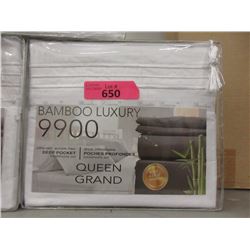 Lot #
650
BAMBOO LUXURY
9900
DEEP POCKET
POCHES PROFONDES
QUEEN
GRAND